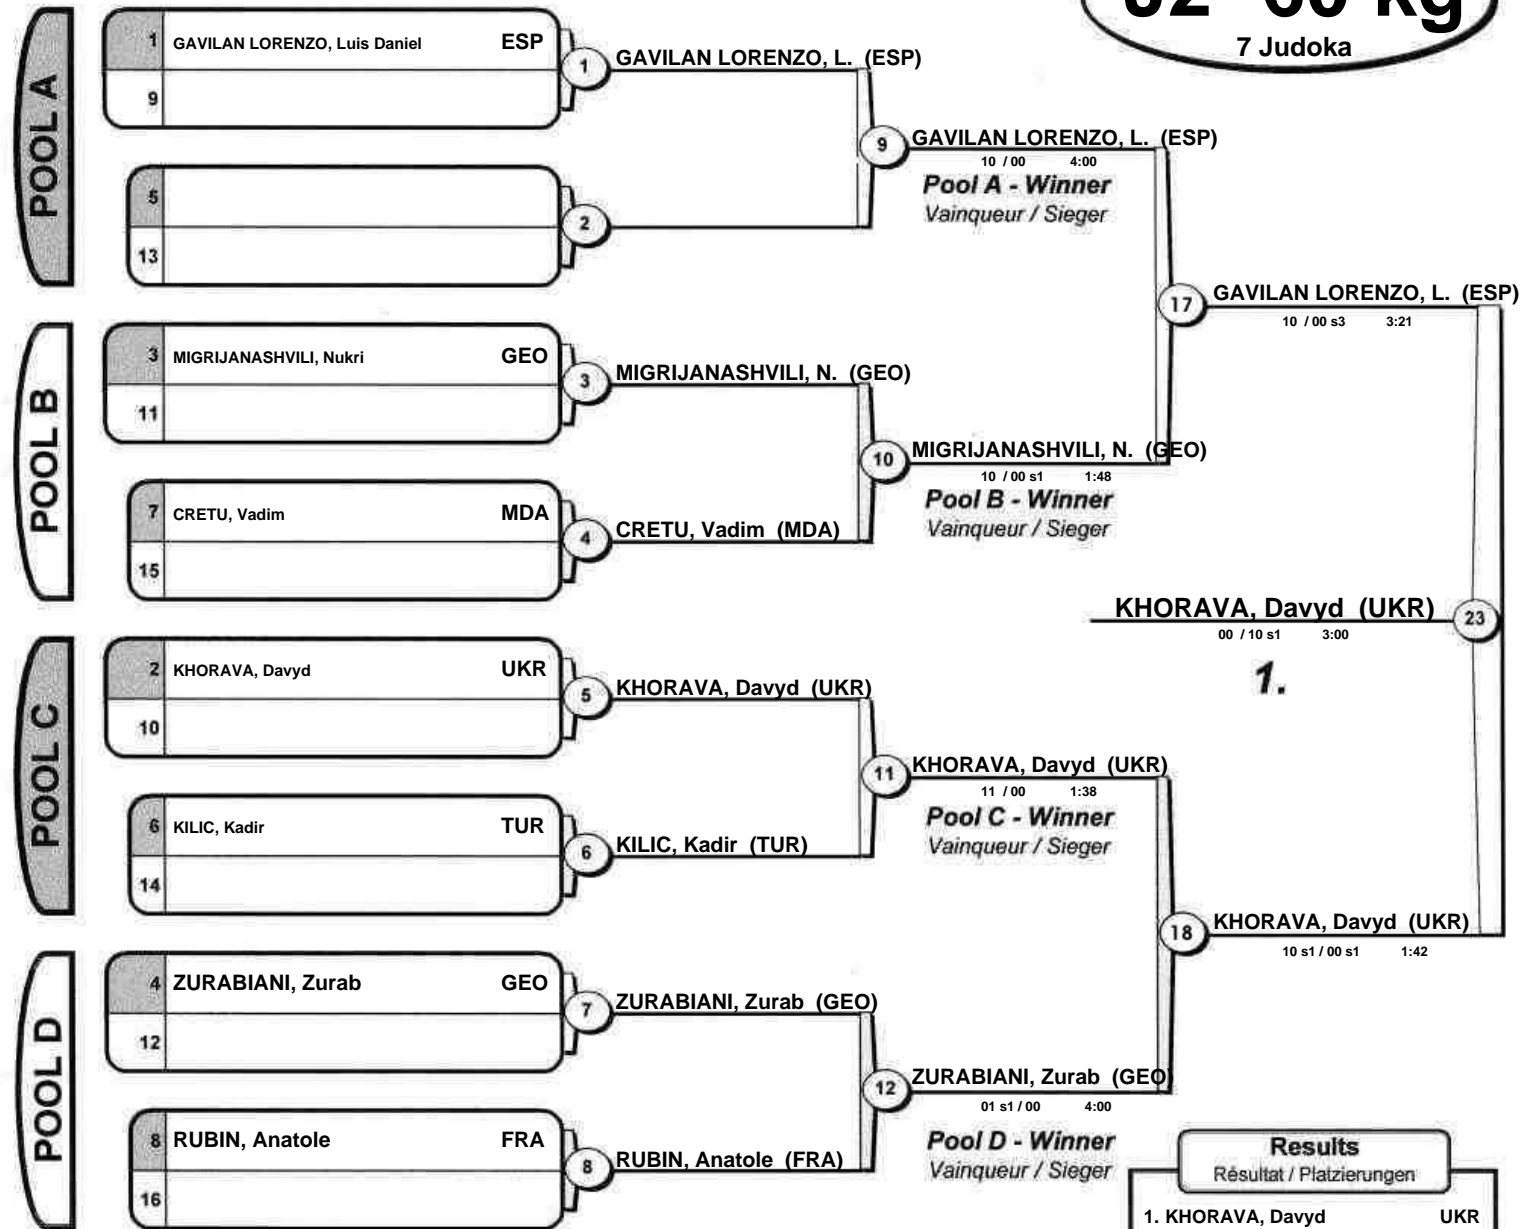 J2 -60 kg
7 Judoka
POOL A
1 GAVILAN LORENZO, Luis Daniel ESP
9
1 GAVILAN LORENZO, L. (ESP)
5
13
2
9 GAVILAN LORENZO, L. (ESP)
10 / 00 4:00
Pool A - Winner
Vainqueur / Sieger
POOL B
3 MIGRIJANASHVILI, Nukri GEO
11
3 MIGRIJANASHVILI, N. (GEO)
7 CRETU, Vadim MDA
15
4 CRETU, Vadim (MDA)
10 MIGRIJANASHVILI, N. (GEO)
10 / 00 s1 1:48
Pool B - Winner
Vainqueur / Sieger
17 GAVILAN LORENZO, L. (ESP)
10 / 00 s3 3:21
KHORAVA, Davyd (UKR) 23
00 / 10 s1 3:00
1.
POOL C
2 KHORAVA, Davyd UKR
10
5 KHORAVA, Davyd (UKR)
6 KILIC, Kadir TUR
14
6 KILIC, Kadir (TUR)
11 KHORAVA, Davyd (UKR)
11 / 00 1:38
Pool C - Winner
Vainqueur / Sieger
18 KHORAVA, Davyd (UKR)
10 s1 / 00 s1 1:42
POOL D
4 ZURABIANI, Zurab GEO
12
7 ZURABIANI, Zurab (GEO)
8 RUBIN, Anatole FRA
16
8 RUBIN, Anatole (FRA)
12 ZURABIANI, Zurab (GEO)
01 s1 / 00 4:00
Pool D - Winner
Vainqueur / Sieger
Results
Résultat / Platzierungen
1. KHORAVA, Davyd UKR